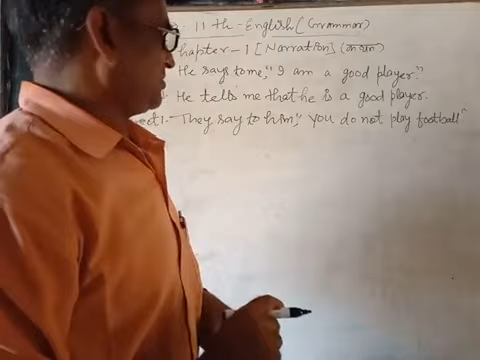 : 11 th - English (Grammar)
hapter - 1 [Narration] (कथन)
He says to me, "I am a good player."
He tells me that he is a good player.
ect :- They say to him, "you do not play football"